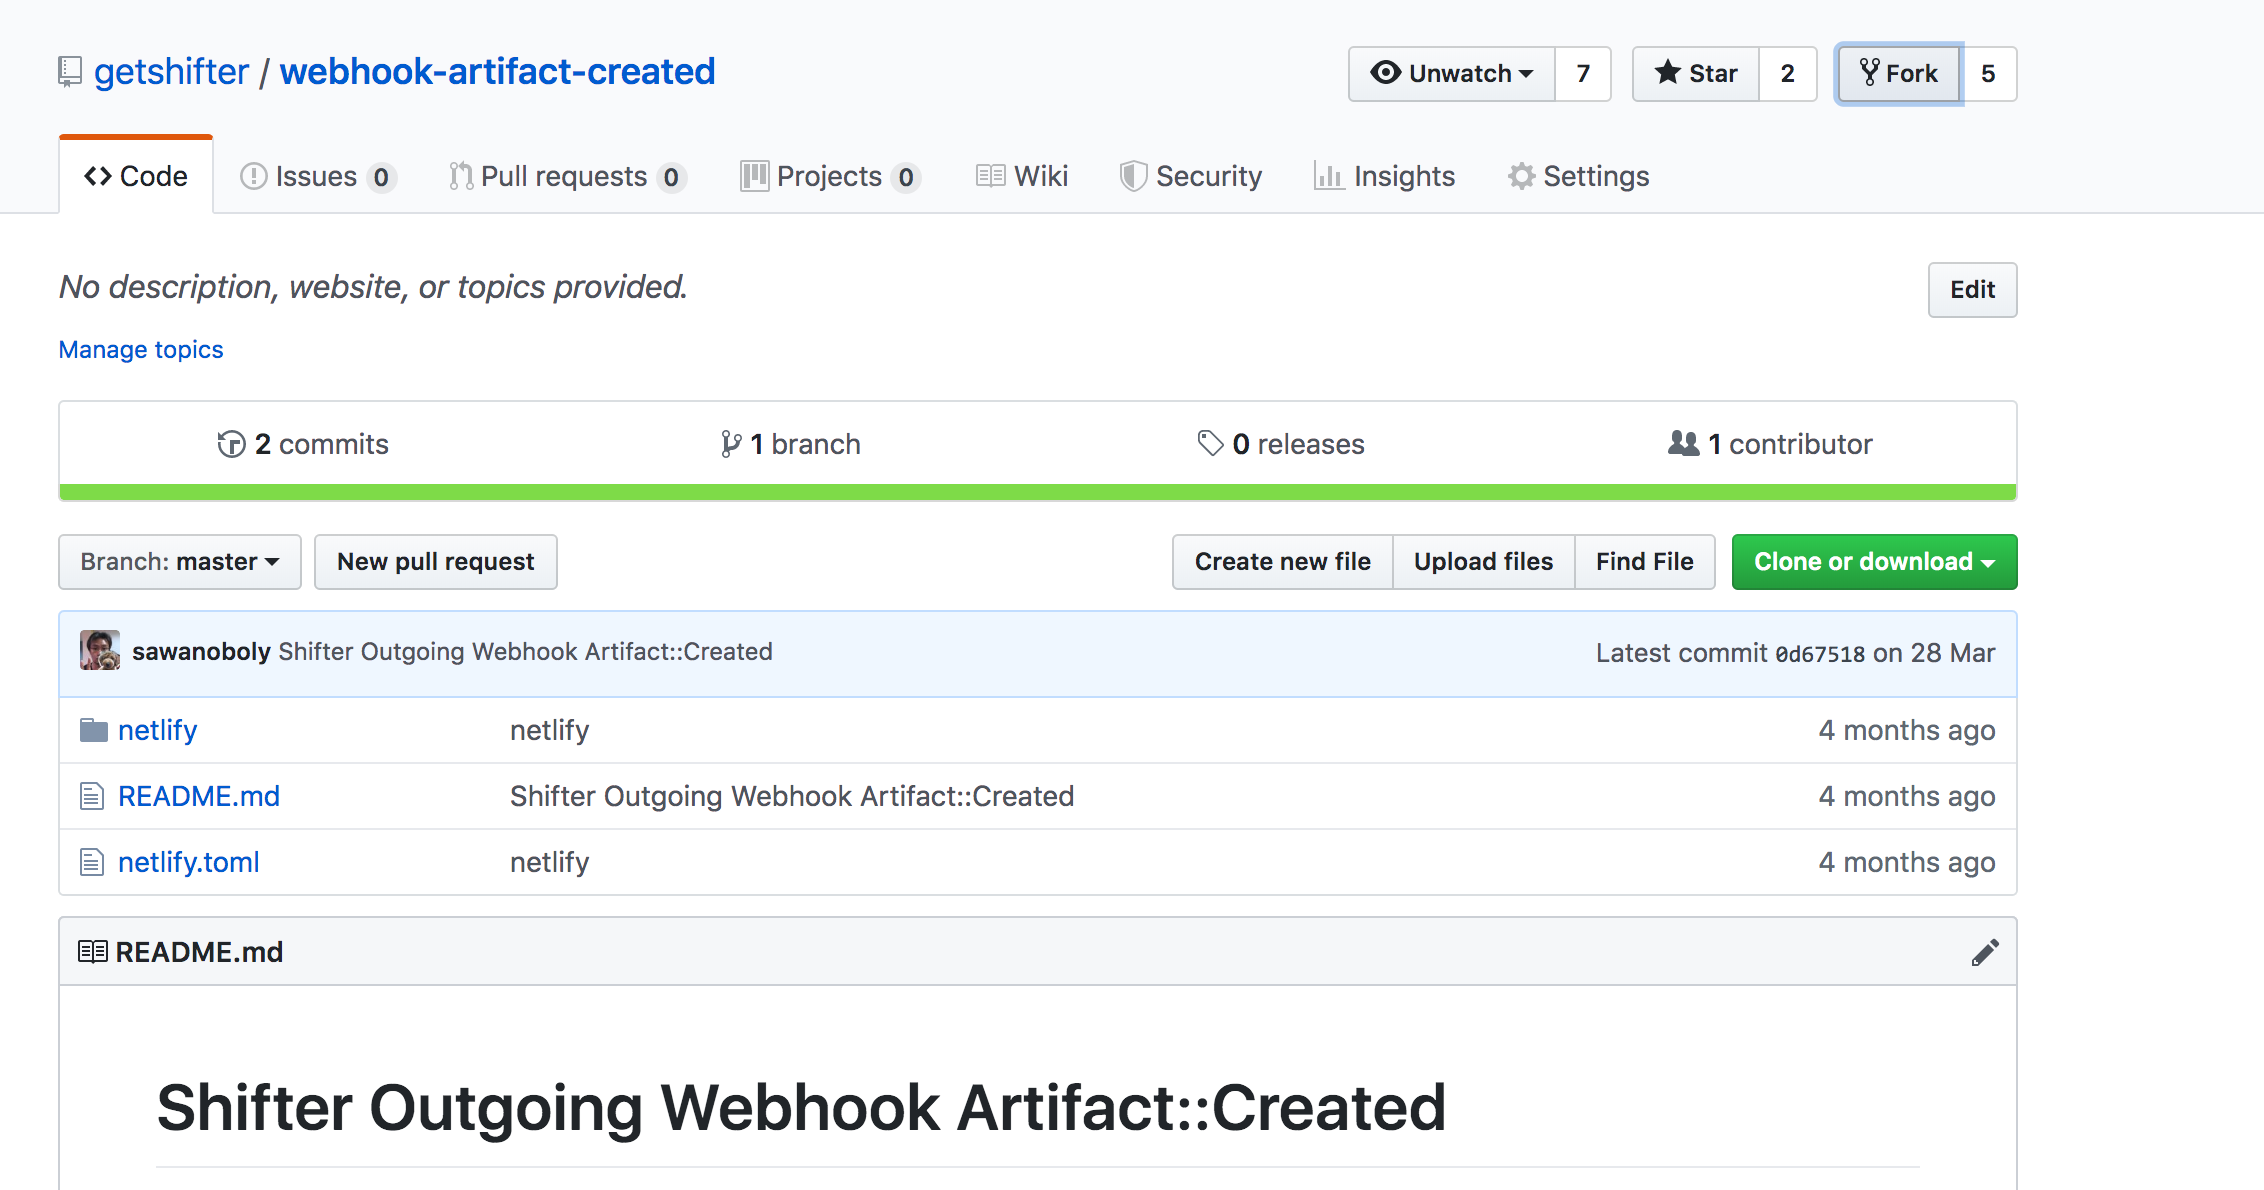 getshifter / webhook-artifact-created Unwatch 7 Star 2 Fork 5
Code Issues 0 Pull requests 0 Projects 0 Wiki Security Insights Settings
No description, website, or topics provided. Edit
Manage topics
2 commits 1 branch 0 releases 1 contributor
Branch: master New pull request Create new file Upload files Find File Clone or download
sawanoboly Shifter Outgoing Webhook Artifact::Created Latest commit 0d67518 on 28 Mar
netlify netlify 4 months ago
README.md Shifter Outgoing Webhook Artifact::Created 4 months ago
netlify.toml netlify 4 months ago
README.md
Shifter Outgoing Webhook Artifact::Created